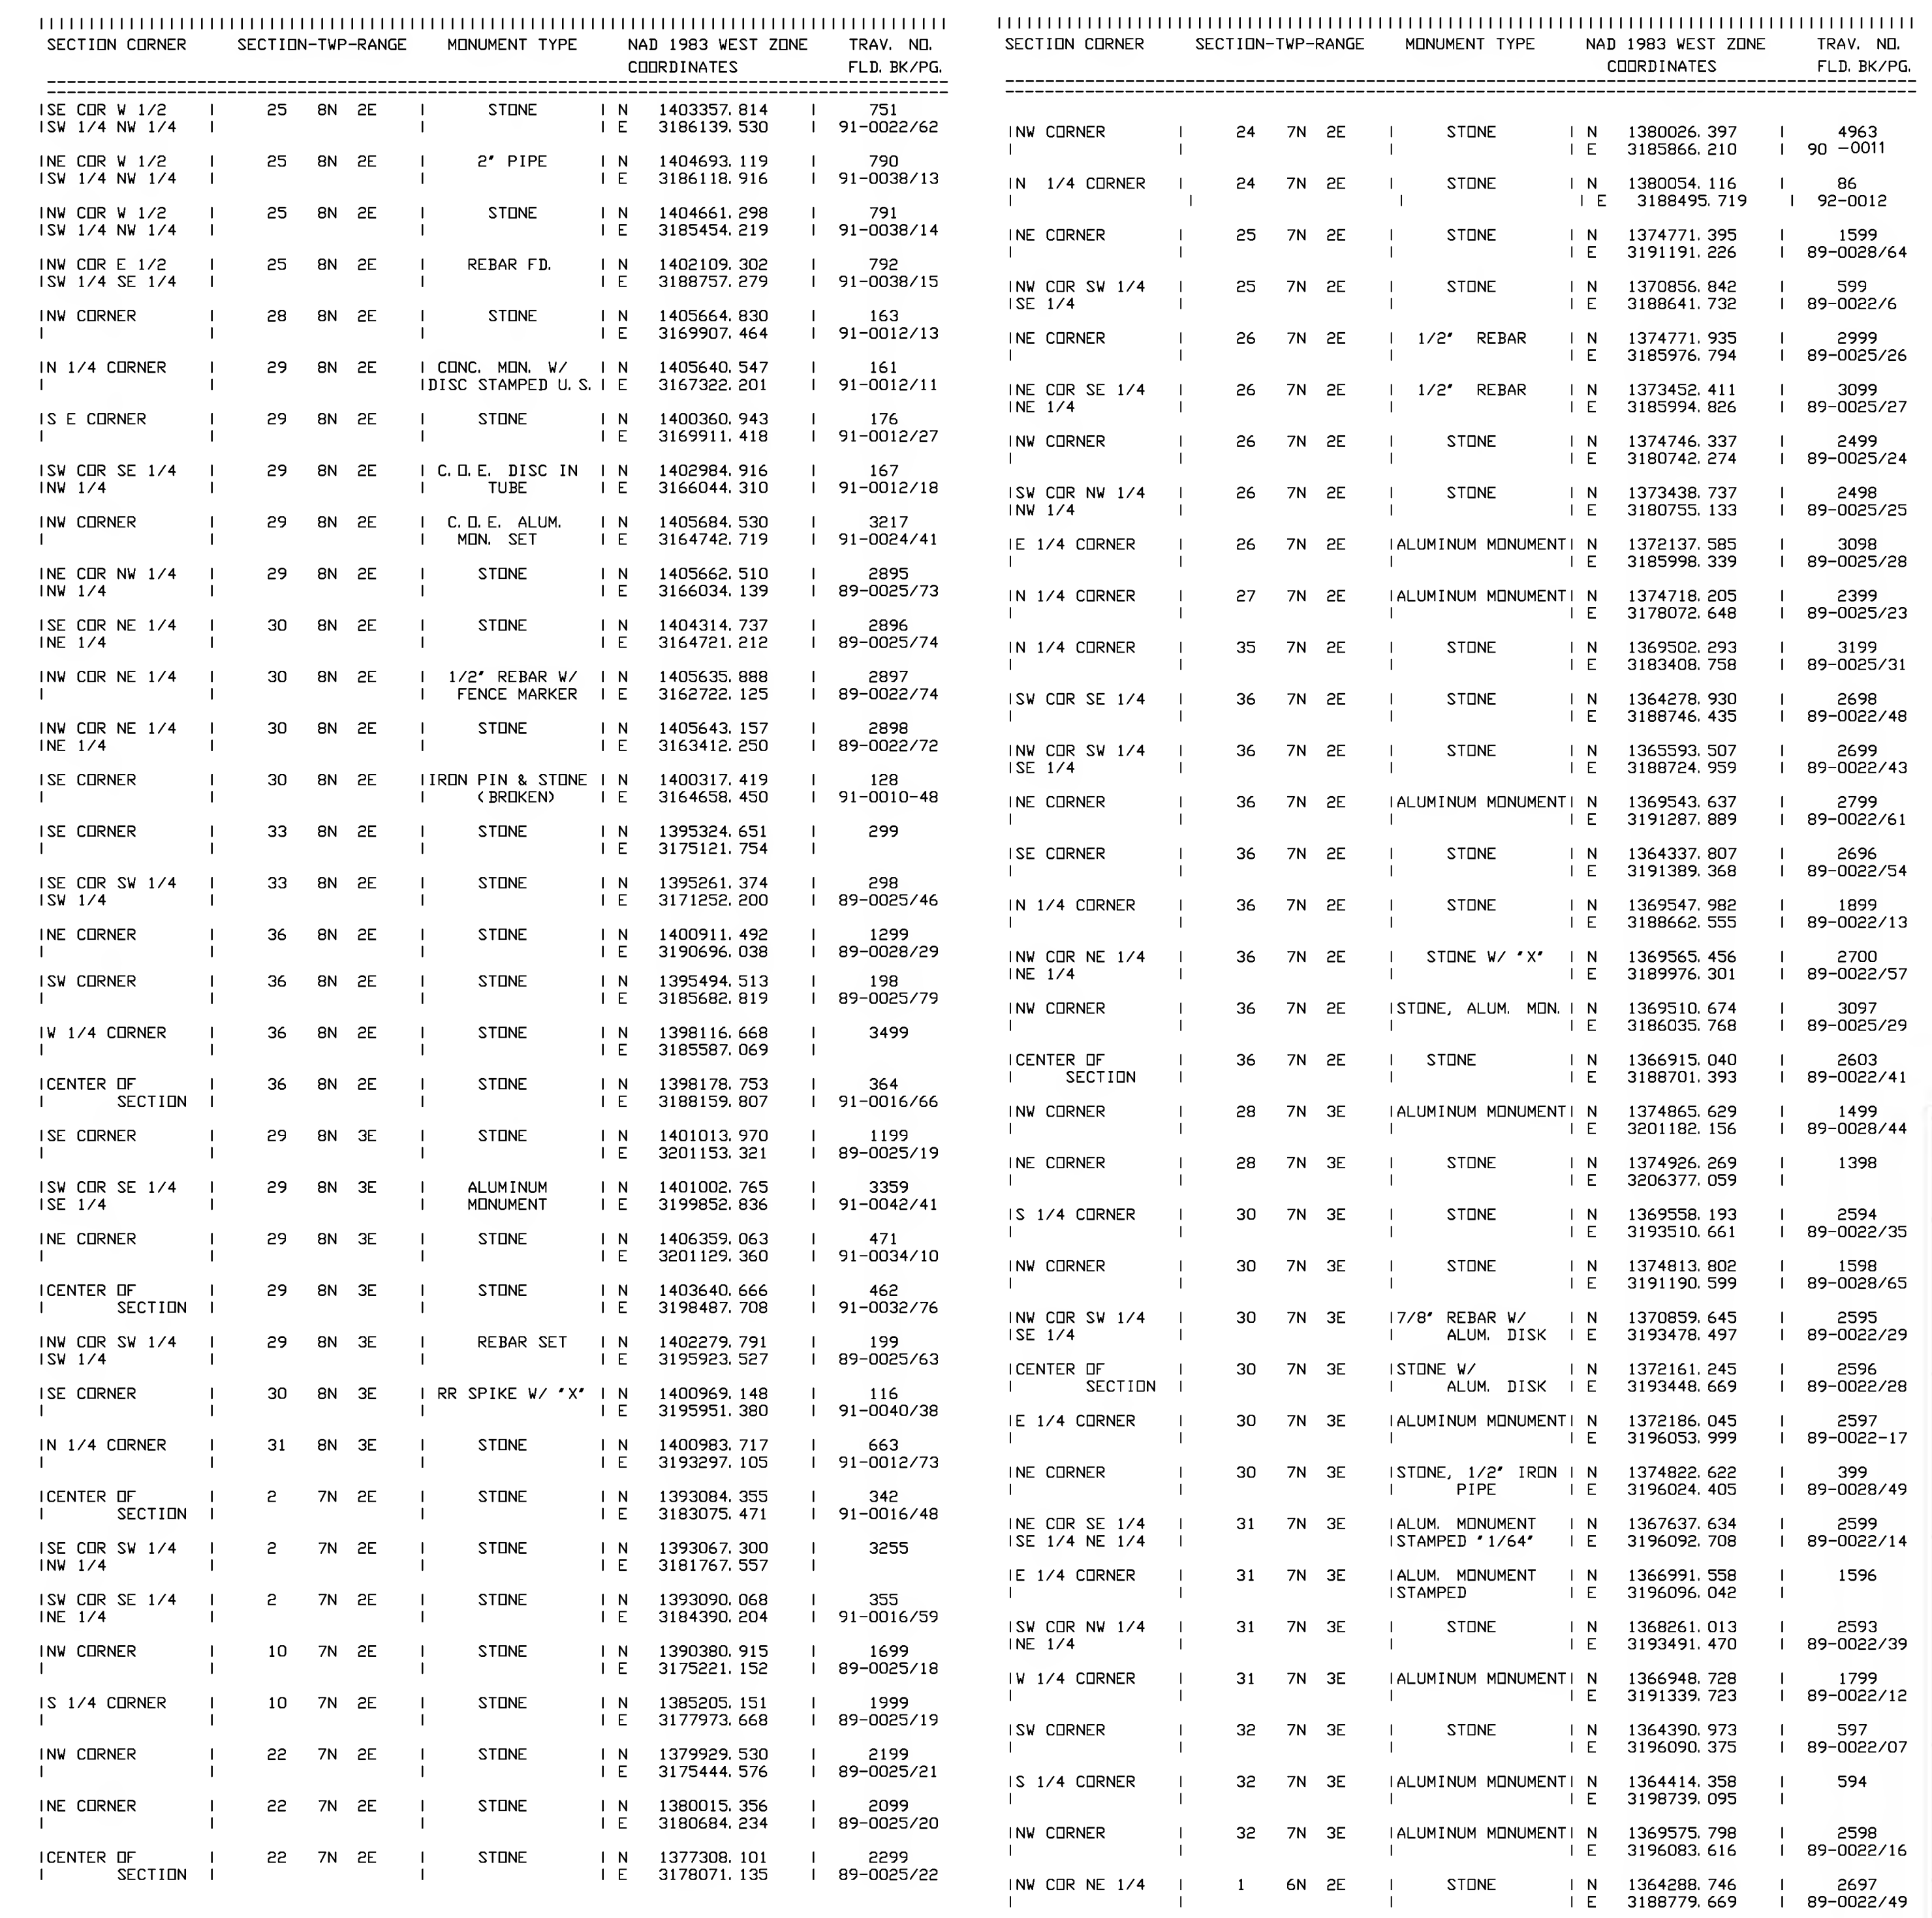 SECTION CORNER SECTION-TWP-RANGE MONUMENT TYPE NAD 1983 WEST ZONE TRAV. NO.
COORDINATES FLD. BK/PG.
SE COR W 1/2 25 8N 2E STONE N 1403357.814 751
SW 1/4 NW 1/4 E 3186139.530 91-0022/62
NE COR W 1/2 25 8N 2E 2" PIPE N 1404693.119 790
SW 1/4 NW 1/4 E 3186118.916 91-0038/13
NW COR W 1/2 25 8N 2E STONE N 1404661.298 791
SW 1/4 NW 1/4 E 3185454.219 91-0038/14
NW COR E 1/2 25 8N 2E REBAR FD. N 1402109.302 792
SW 1/4 SE 1/4 E 3188757.279 91-0038/15
NW CORNER 28 8N 2E STONE N 1405664.830 163
E 3169907.464 91-0012/13
N 1/4 CORNER 29 8N 2E CONC. MON. W/ N 1405640.547 161
DISC STAMPED U.S. E 3167322.201 91-0012/11
S E CORNER 29 8N 2E STONE N 1400360.943 176
E 3169911.418 91-0012/27
SW COR SE 1/4 29 8N 2E C.O.E. DISC IN N 1402984.916 167
NW 1/4 TUBE E 3166044.310 91-0012/18
NW CORNER 29 8N 2E C.O.E. ALUM. N 1405684.530 3217
MON. SET E 3164742.719 91-0024/41
NE COR NW 1/4 29 8N 2E STONE N 1405662.510 2895
NW 1/4 E 3166034.139 89-0025/73
SE COR NE 1/4 30 8N 2E STONE N 1404314.737 2896
NE 1/4 E 3164721.212 89-0025/74
NW COR NE 1/4 30 8N 2E 1/2" REBAR W/ N 1405635.888 2897
FENCE MARKER E 3162722.125 89-0022/74
NW COR NE 1/4 30 8N 2E STONE N 1405643.157 2898
NE 1/4 E 3163412.250 89-0022/72
SE CORNER 30 8N 2E IRON PIN & STONE N 1400317.419 128
(BROKEN) E 3164658.450 91-0010-48
SE CORNER 33 8N 2E STONE N 1395324.651 299
E 3175121.754
SE COR SW 1/4 33 8N 2E STONE N 1395261.374 298
SW 1/4 E 3171252.200 89-0025/46
NE CORNER 36 8N 2E STONE N 1400911.492 1299
E 3190696.038 89-0028/29
SW CORNER 36 8N 2E STONE N 1395494.513 198
E 3185682.819 89-0025/79
W 1/4 CORNER 36 8N 2E STONE N 1398116.668 3499
E 3185587.069
CENTER OF 36 8N 2E STONE N 1398178.753 364
SECTION E 3188159.807 91-0016/66
SE CORNER 29 8N 3E STONE N 1401013.970 1199
E 3201153.321 89-0025/19
SW COR SE 1/4 29 8N 3E ALUMINUM N 1401002.765 3359
SE 1/4 MONUMENT E 3199852.836 91-0042/41
NE CORNER 29 8N 3E STONE N 1406359.063 471
E 3201129.360 91-0034/10
CENTER OF 29 8N 3E STONE N 1403640.666 462
SECTION E 3198487.708 91-0032/76
NW COR SW 1/4 29 8N 3E REBAR SET N 1402279.791 199
SW 1/4 E 3195923.527 89-0025/63
SE CORNER 30 8N 3E RR SPIKE W/ "X" N 1400969.148 116
E 3195951.380 91-0040/38
N 1/4 CORNER 31 8N 3E STONE N 1400983.717 663
E 3193297.105 91-0012/73
CENTER OF 2 7N 2E STONE N 1393084.355 342
SECTION E 3183075.471 91-0016/48
SE COR SW 1/4 2 7N 2E STONE N 1393067.300 3255
NW 1/4 E 3181767.557
SW COR SE 1/4 2 7N 2E STONE N 1393090.068 355
NE 1/4 E 3184390.204 91-0016/59
NW CORNER 10 7N 2E STONE N 1390380.915 1699
E 3175221.152 89-0025/18
S 1/4 CORNER 10 7N 2E STONE N 1385205.151 1999
E 3177973.668 89-0025/19
NW CORNER 22 7N 2E STONE N 1379929.530 2199
E 3175444.576 89-0025/21
NE CORNER 22 7N 2E STONE N 1380015.356 2099
E 3180684.234 89-0025/20
CENTER OF 22 7N 2E STONE N 1377308.101 2299
SECTION E 3178071.135 89-0025/22
SECTION CORNER SECTION-TWP-RANGE MONUMENT TYPE NAD 1983 WEST ZONE TRAV. NO.
COORDINATES FLD. BK/PG.
NW CORNER 24 7N 2E STONE N 1380026.397 4963
E 3185866.210 90 -0011
N 1/4 CORNER 24 7N 2E STONE N 1380054.116 86
E 3188495.719 92-0012
NE CORNER 25 7N 2E STONE N 1374771.395 1599
E 3191191.226 89-0028/64
NW COR SW 1/4 25 7N 2E STONE N 1370856.842 599
SE 1/4 E 3188641.732 89-0022/6
NE CORNER 26 7N 2E 1/2" REBAR N 1374771.935 2999
E 3185976.794 89-0025/26
NE COR SE 1/4 26 7N 2E 1/2" REBAR N 1373452.411 3099
NE 1/4 E 3185994.826 89-0025/27
NW CORNER 26 7N 2E STONE N 1374746.337 2499
E 3180742.274 89-0025/24
SW COR NW 1/4 26 7N 2E STONE N 1373438.737 2498
NW 1/4 E 3180755.133 89-0025/25
E 1/4 CORNER 26 7N 2E ALUMINUM MONUMENT N 1372137.585 3098
E 3185998.339 89-0025/28
N 1/4 CORNER 27 7N 2E ALUMINUM MONUMENT N 1374718.205 2399
E 3178072.648 89-0025/23
N 1/4 CORNER 35 7N 2E STONE N 1369502.293 3199
E 3183408.758 89-0025/31
SW COR SE 1/4 36 7N 2E STONE N 1364278.930 2698
E 3188746.435 89-0022/48
NW COR SW 1/4 36 7N 2E STONE N 1365593.507 2699
SE 1/4 E 3188724.959 89-0022/43
NE CORNER 36 7N 2E ALUMINUM MONUMENT N 1369543.637 2799
E 3191287.889 89-0022/61
SE CORNER 36 7N 2E STONE N 1364337.807 2696
E 3191389.368 89-0022/54
N 1/4 CORNER 36 7N 2E STONE N 1369547.982 1899
E 3188662.555 89-0022/13
NW COR NE 1/4 36 7N 2E STONE W/ "X" N 1369565.456 2700
NE 1/4 E 3189976.301 89-0022/57
NW CORNER 36 7N 2E STONE, ALUM. MON. N 1369510.674 3097
E 3186035.768 89-0025/29
CENTER OF 36 7N 2E STONE N 1366915.040 2603
SECTION E 3188701.393 89-0022/41
NW CORNER 28 7N 3E ALUMINUM MONUMENT N 1374865.629 1499
E 3201182.156 89-0028/44
NE CORNER 28 7N 3E STONE N 1374926.269 1398
E 3206377.059
S 1/4 CORNER 30 7N 3E STONE N 1369558.193 2594
E 3193510.661 89-0022/35
NW CORNER 30 7N 3E STONE N 1374813.802 1598
E 3191190.599 89-0028/65
NW COR SW 1/4 30 7N 3E 7/8" REBAR W/ N 1370859.645 2595
SE 1/4 ALUM. DISK E 3193478.497 89-0022/29
CENTER OF 30 7N 3E STONE W/ N 1372161.245 2596
SECTION ALUM. DISK E 3193448.669 89-0022/28
E 1/4 CORNER 30 7N 3E ALUMINUM MONUMENT N 1372186.045 2597
E 3196053.999 89-0022-17
NE CORNER 30 7N 3E STONE, 1/2" IRON N 1374822.622 399
PIPE E 3196024.405 89-0028/49
NE COR SE 1/4 31 7N 3E ALUM. MONUMENT N 1367637.634 2599
SE 1/4 NE 1/4 STAMPED "1/64" E 3196092.708 89-0022/14
E 1/4 CORNER 31 7N 3E ALUM. MONUMENT N 1366991.558 1596
STAMPED E 3196096.042
SW COR NW 1/4 31 7N 3E STONE N 1368261.013 2593
NE 1/4 E 3193491.470 89-0022/39
W 1/4 CORNER 31 7N 3E ALUMINUM MONUMENT N 1366948.728 1799
E 3191339.723 89-0022/12
SW CORNER 32 7N 3E STONE N 1364390.973 597
E 3196090.375 89-0022/07
S 1/4 CORNER 32 7N 3E ALUMINUM MONUMENT N 1364414.358 594
E 3198739.095
NW CORNER 32 7N 3E ALUMINUM MONUMENT N 1369575.798 2598
E 3196083.616 89-0022/16
NW COR NE 1/4 1 6N 2E STONE N 1364288.746 2697
E 3188779.669 89-0022/49